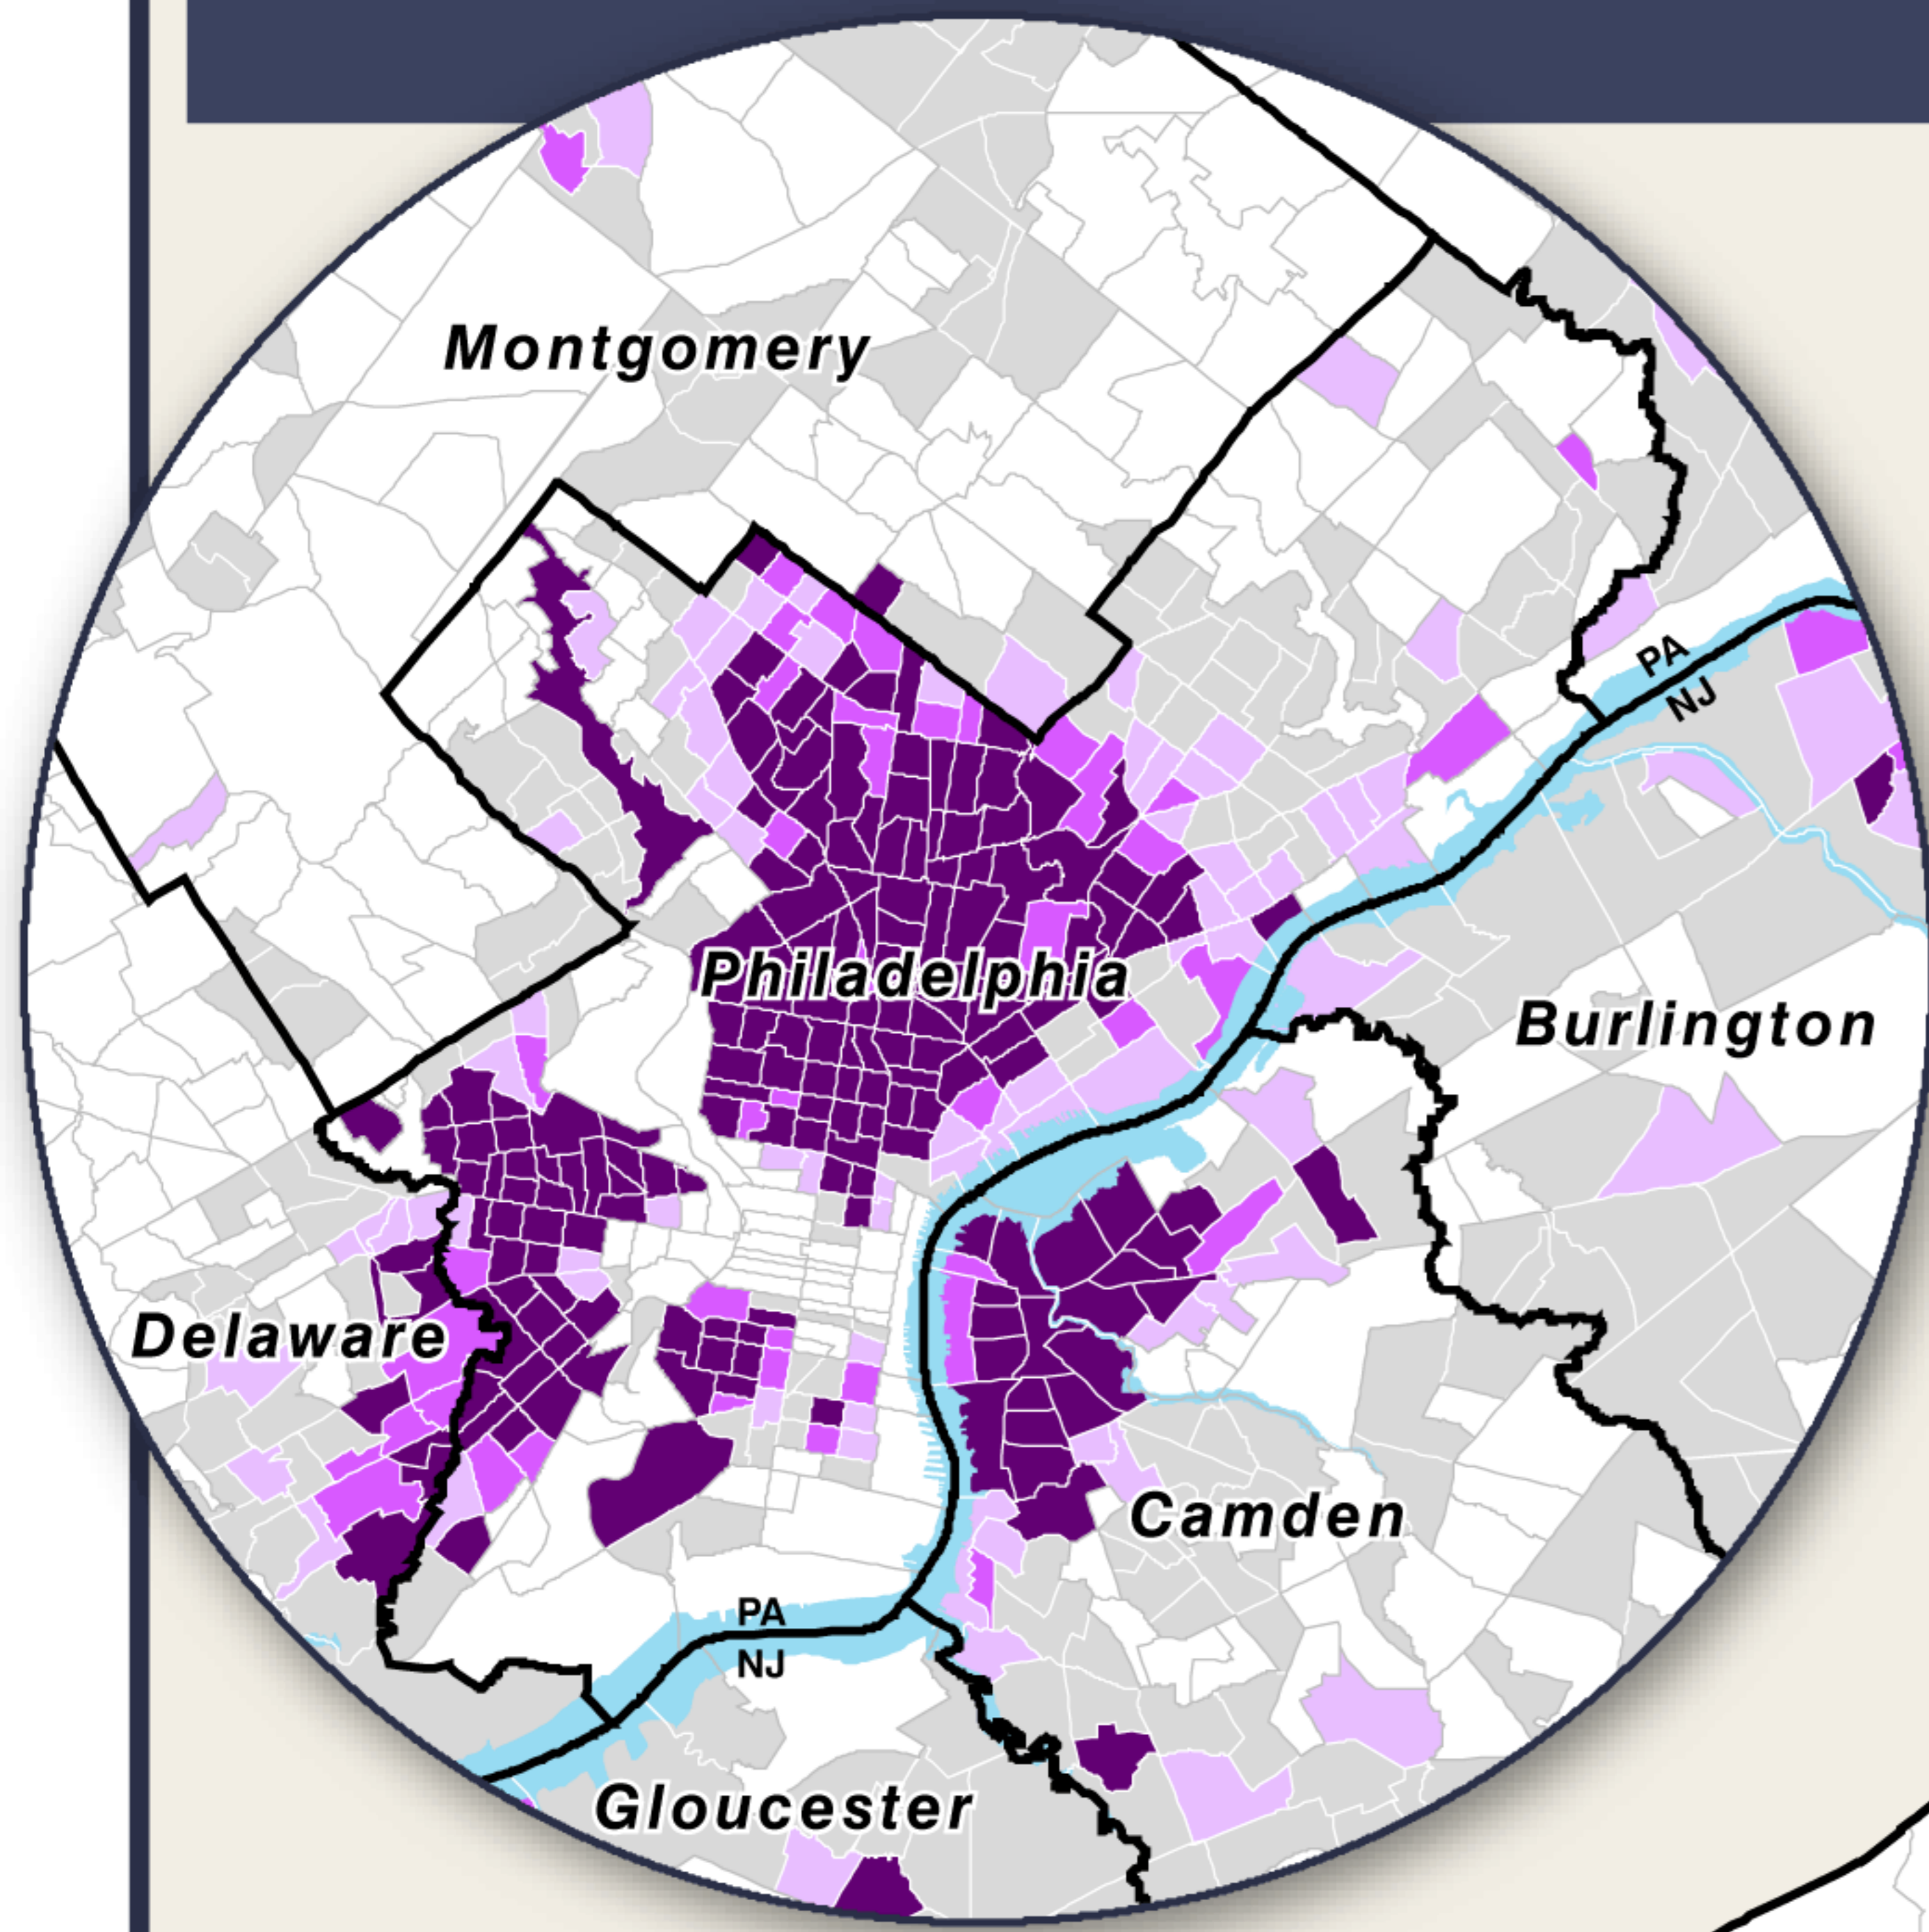 Montgomery
PA
NJ
Philadelphia
Burlington
Delaware
Camden
PA
NJ
Gloucester